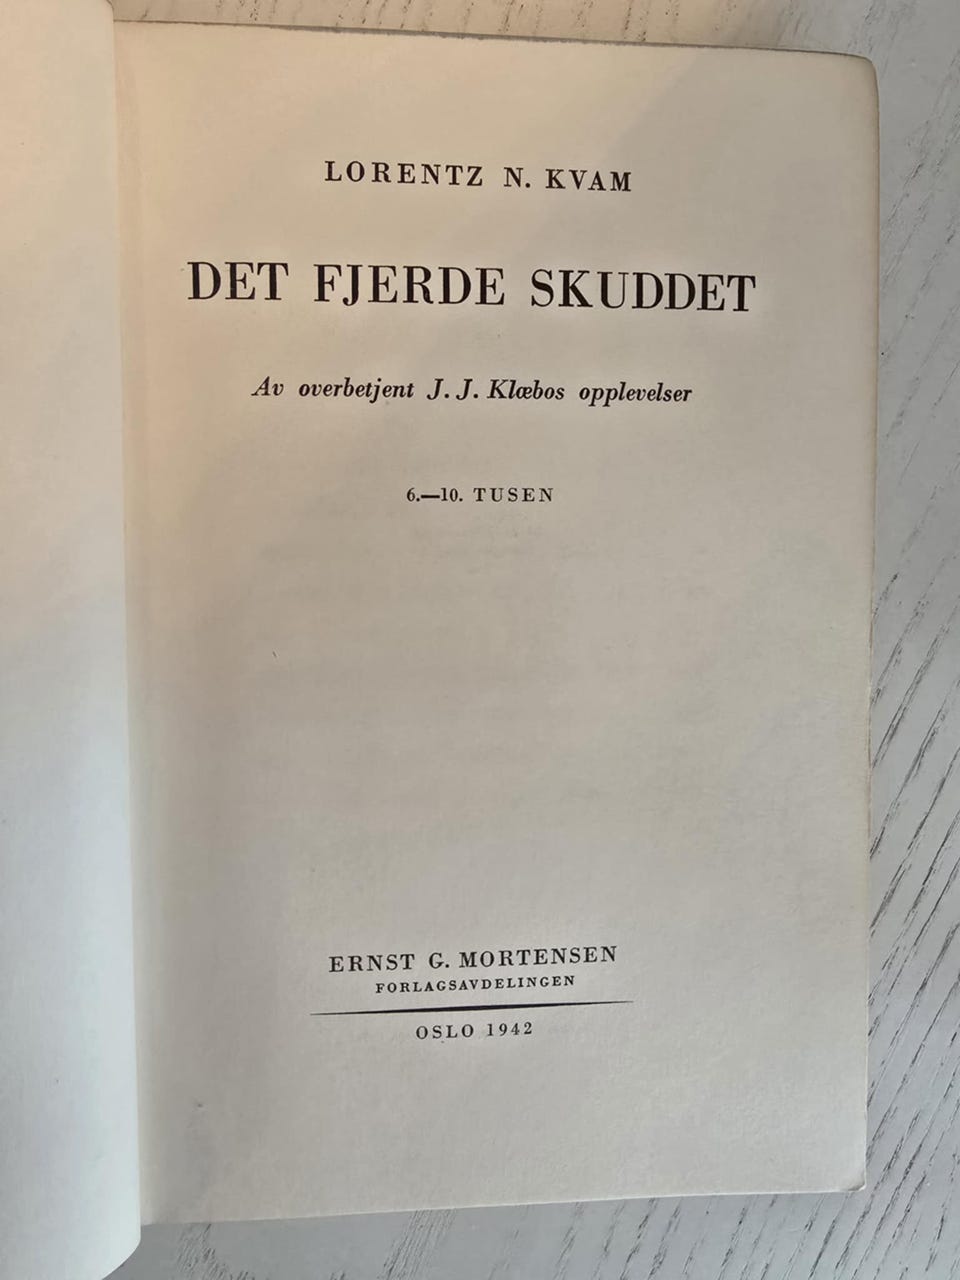 LORENTZ N. KVAM
DET FJERDE SKUDDET
Av overbetjent J. J. Klæbos opplevelser
6.—10. TUSEN
ERNST G. MORTENSEN
FORLAGSAVDELINGEN
OSLO 1942